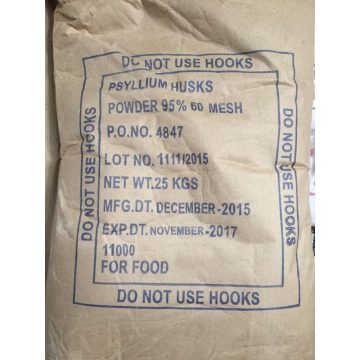 DO NOT USE HOOKS
PSYLLIUM HUSKS
POWDER 95% 60 MESH
P.O.NO. 4847
LOT NO. 1111/2015
NET WT.25 KGS
MFG.DT. DECEMBER-2015
EXP.DT. NOVEMBER-2017
11000
FOR FOOD
DO NOT USE HOOKS
DO NOT USE HOOKS
DO NOT USE HOOKS